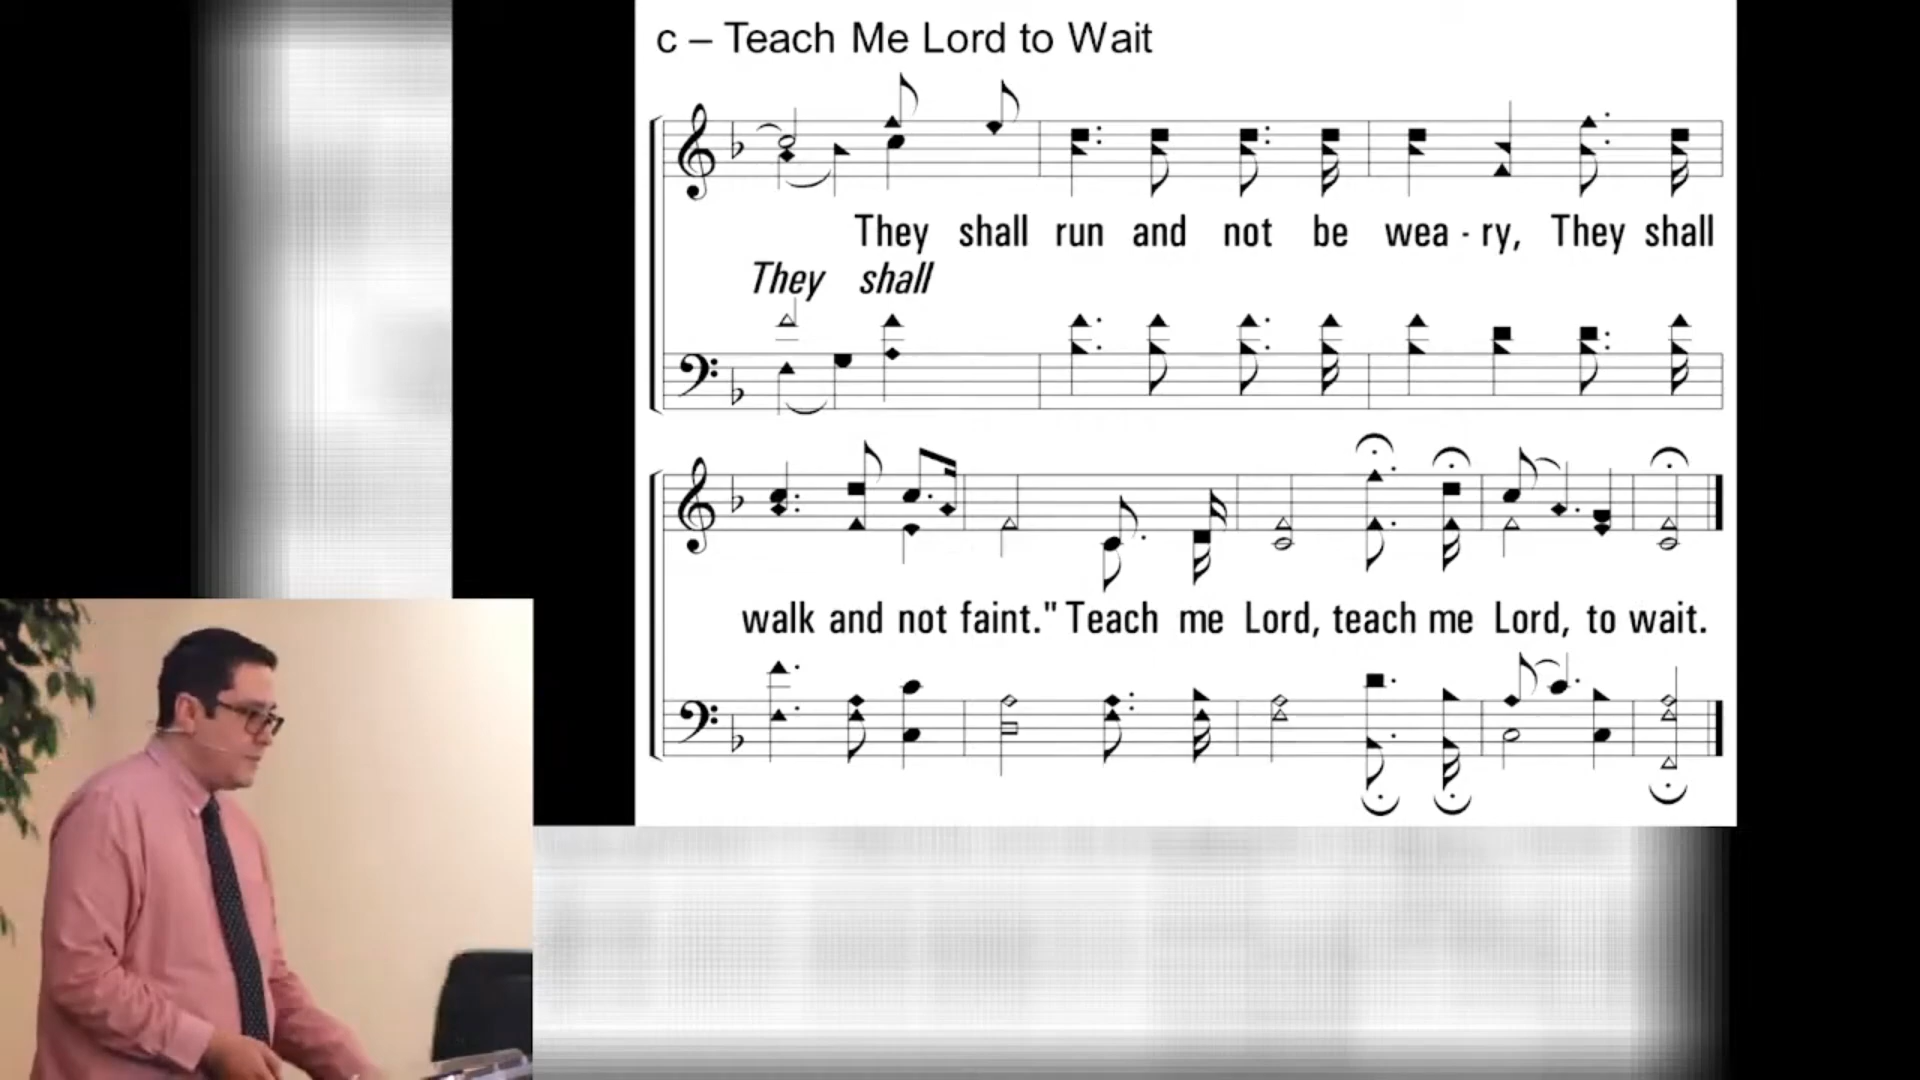 c – Teach Me Lord to Wait
They shall run and not be wea - ry, They shall
They shall
walk and not faint." Teach me Lord, teach me Lord, to wait.